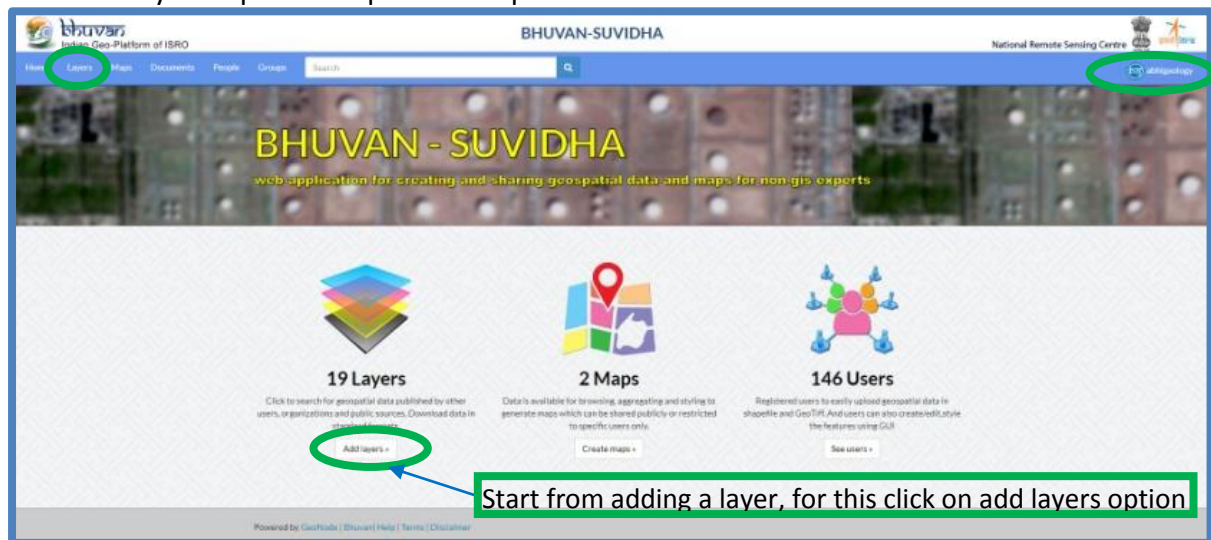 bhuvan
Indian Geo-Platform of ISRO
BHUVAN-SUVIDHA
National Remote Sensing Centre
Home Layers Maps Documents People Groups Search
abhigeology
BHUVAN - SUVIDHA
web application for creating and sharing geospatial data and maps for non-gis experts
19 Layers
Click to search for geospatial data published by other
users, organizations and public sources. Download data in
standard formats
Add layers »
2 Maps
Data is available for browsing, aggregating and styling to
generate maps which can be shared publicly or restricted
to specific users only.
Create maps »
146 Users
Registered users to easily upload geospatial data in
shapefile and GeoTiff. And users can also create/edit,style
the features using GUI
See users »
Start from adding a layer, for this click on add layers option
Powered by GeoNode | Bhuvan| Help | Terms | Disclaimer